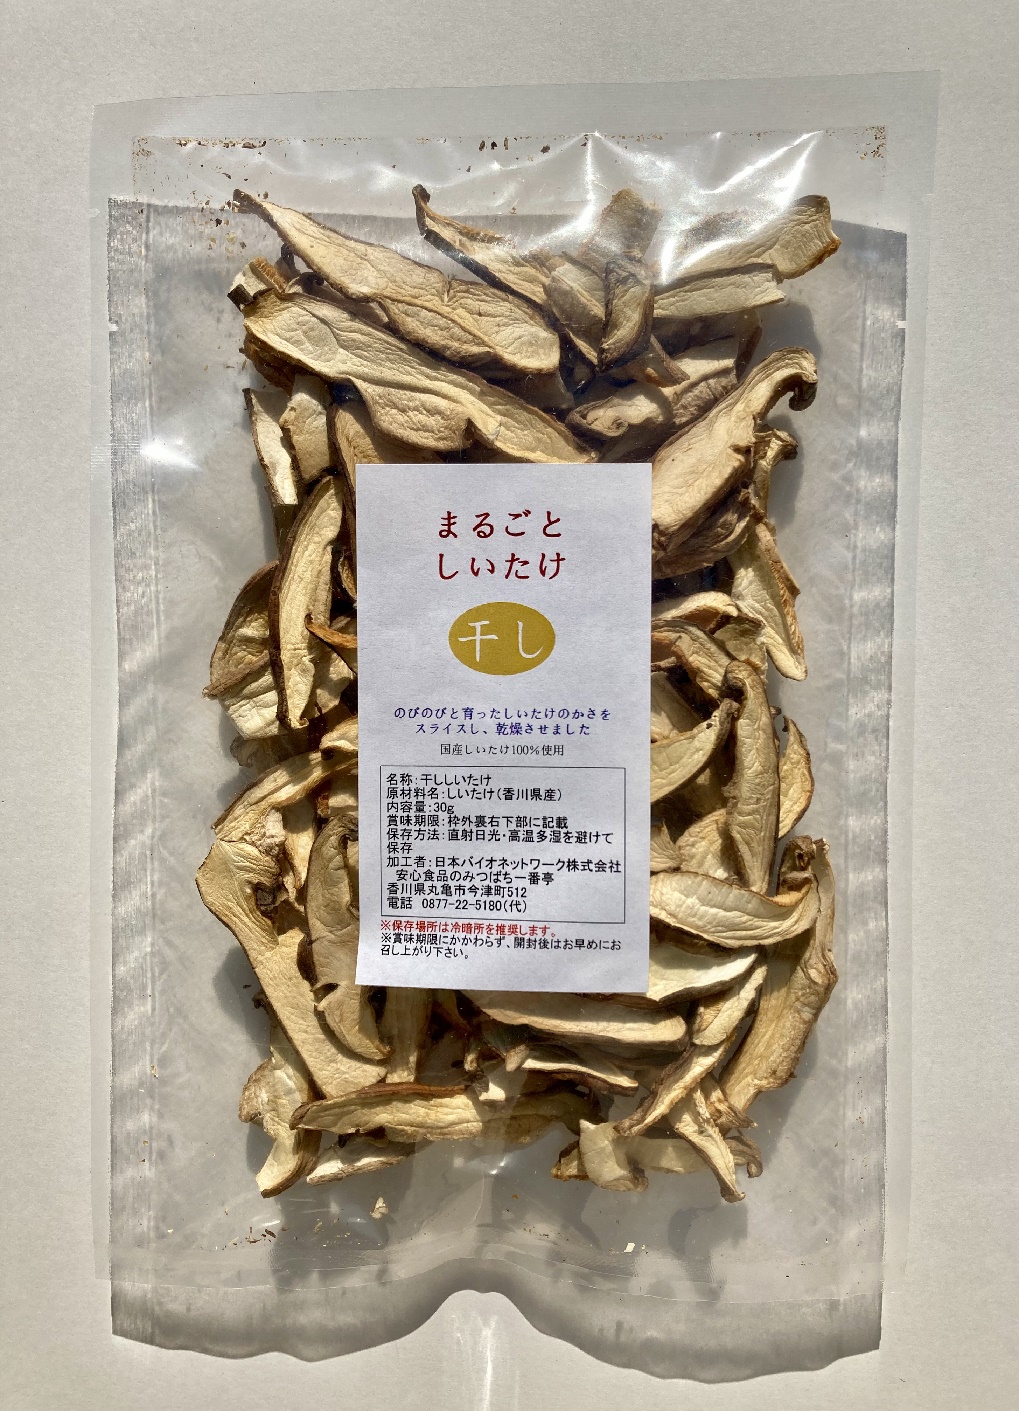 まるごと
しいたけ
干し
のびのびと育ったしいたけのかさを
スライスし、乾燥させました
国産しいたけ100%使用
名称:干ししいたけ
原材料名:しいたけ(香川県産)
内容量:30g
賞味期限:枠外裏右下部に記載
保存方法:直射日光・高温多湿を避けて
保存
加工者:日本バイオネットワーク株式会社
安心食品のみつばち一番亭
香川県丸亀市今津町512
電話 0877-22-5180(代)
※保存場所は冷暗所を推奨します。
※賞味期限にかかわらず、開封後はお早めにお
召し上がり下さい。